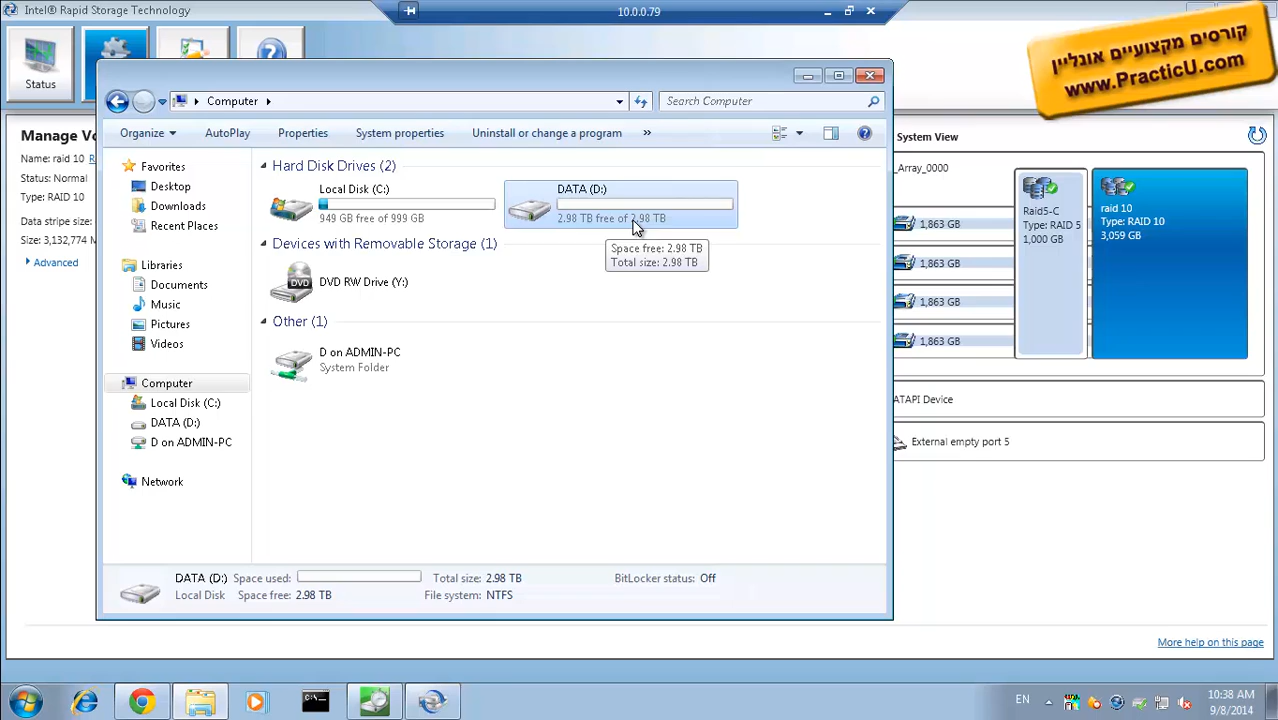 Intel® Rapid Storage Technology
10.0.0.79
קורסים מקצועיים אונליין
www.PracticU.com
Status
Computer
Search Computer
Organize
AutoPlay
Properties
System properties
Uninstall or change a program
»
Favorites
Desktop
Downloads
Recent Places
Libraries
Documents
Music
Pictures
Videos
Computer
Local Disk (C:)
DATA (D:)
D on ADMIN-PC
Network
Hard Disk Drives (2)
Local Disk (C:)
949 GB free of 999 GB
DATA (D:)
2.98 TB free of 2.98 TB
Space free: 2.98 TB
Total size: 2.98 TB
Devices with Removable Storage (1)
DVD
DVD RW Drive (Y:)
Other (1)
D on ADMIN-PC
System Folder
DATA (D:) Space used: Total size: 2.98 TB BitLocker status: Off
Local Disk Space free: 2.98 TB File system: NTFS
Manage Vo
Name: raid 10 R
Status: Normal
Type: RAID 10
Data stripe size:
Size: 3,132,774 M
Advanced
System View
_Array_0000
1,863 GB
1,863 GB
1,863 GB
1,863 GB
Raid5-C
Type: RAID 5
1,000 GB
raid 10
Type: RAID 10
3,059 GB
ATAPI Device
External empty port 5
More help on this page
EN
10:38 AM
9/8/2014